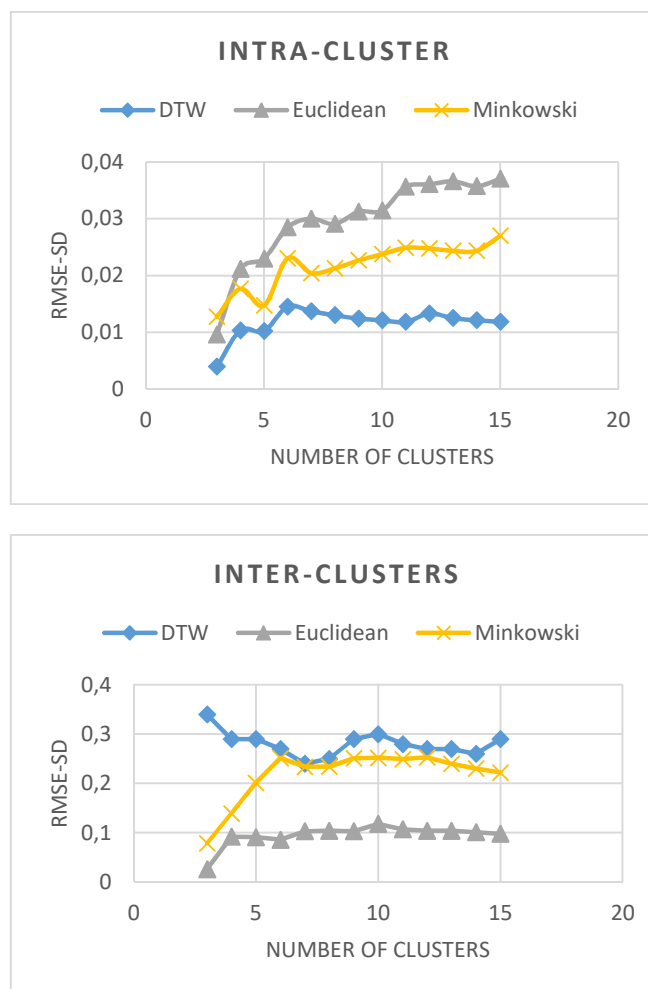 INTRA-CLUSTER
DTW Euclidean Minkowski
0,04
0,03
0,02
0,01
0
RMSE-SD
0 5 10 15 20
NUMBER OF CLUSTERS
INTER-CLUSTERS
DTW Euclidean Minkowski
0,4
0,3
0,2
0,1
0
RMSE-SD
0 5 10 15 20
NUMBER OF CLUSTERS